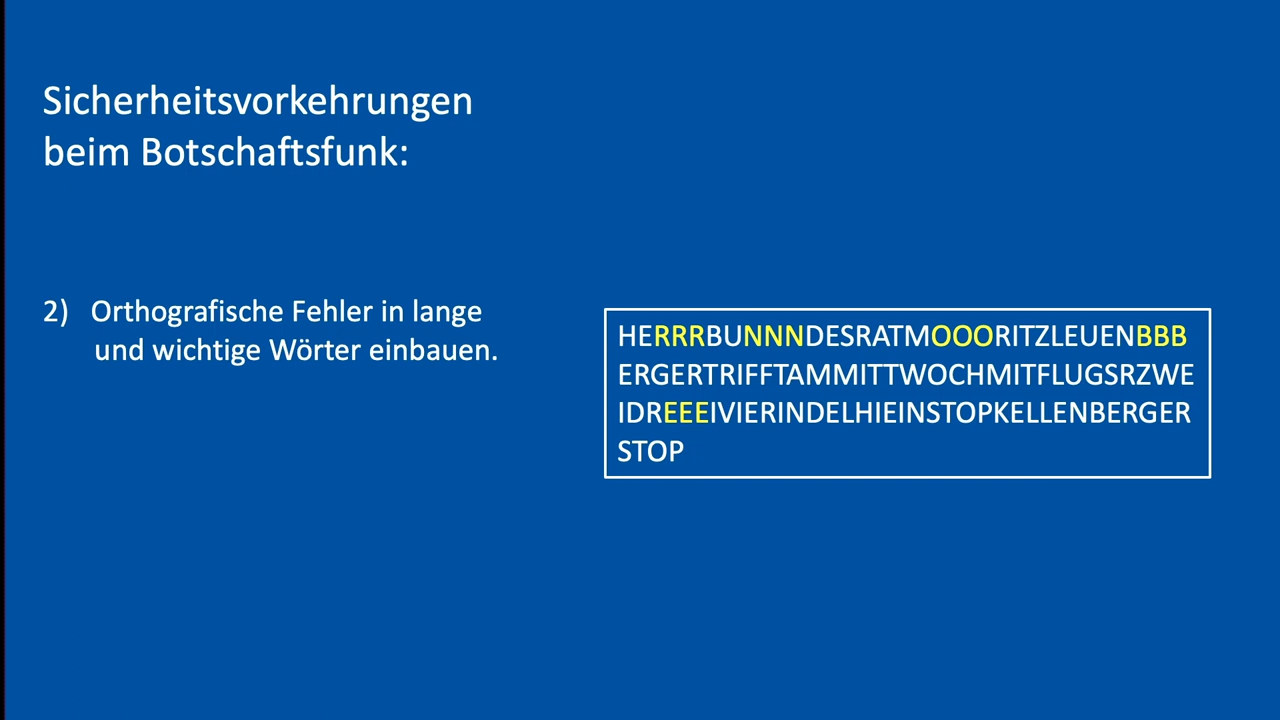 Sicherheitsvorkehrungen
beim Botschaftsfunk:
2) Orthografische Fehler in lange
und wichtige Wörter einbauen.
HERRRBUNNNDESRATMOOORITZLEUENBBB
ERGERTRIFFTAMMITTWOCHMITFLUGSRZWE
IDREEEIVIERINDELHIEINSTOPKELLENBERGER
STOP